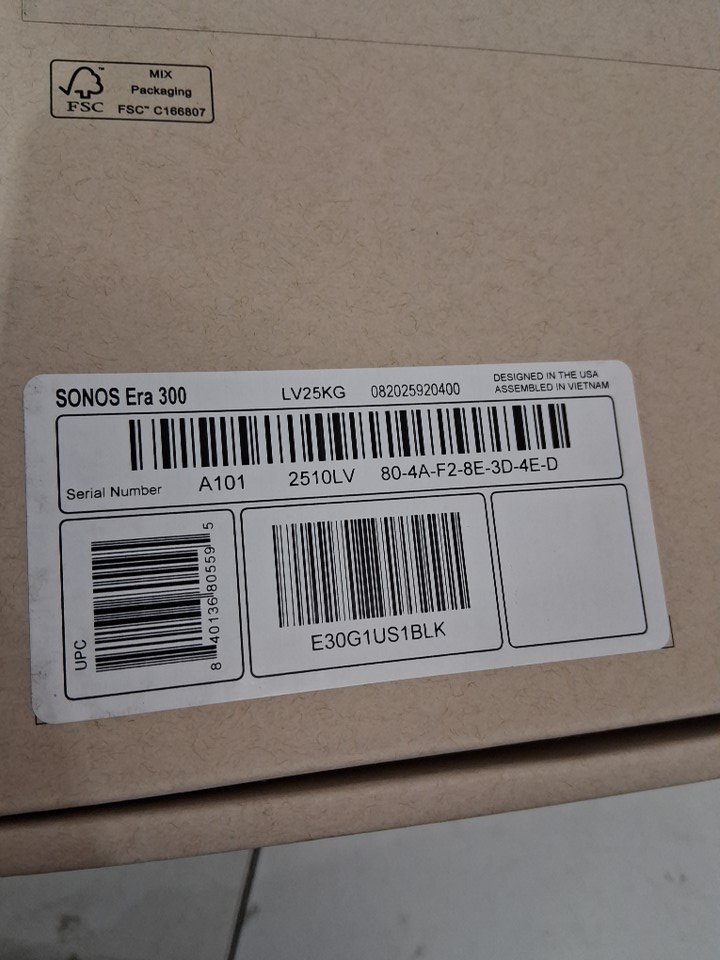 FSC™
MIX
Packaging
FSC™ C166807
SONOS Era 300 LV25KG 082025920400 DESIGNED IN THE USA
ASSEMBLED IN VIETNAM
Serial Number A101 2510LV 80-4A-F2-8E-3D-4E-D
UPC
8 40136 80559 5
E30G1US1BLK